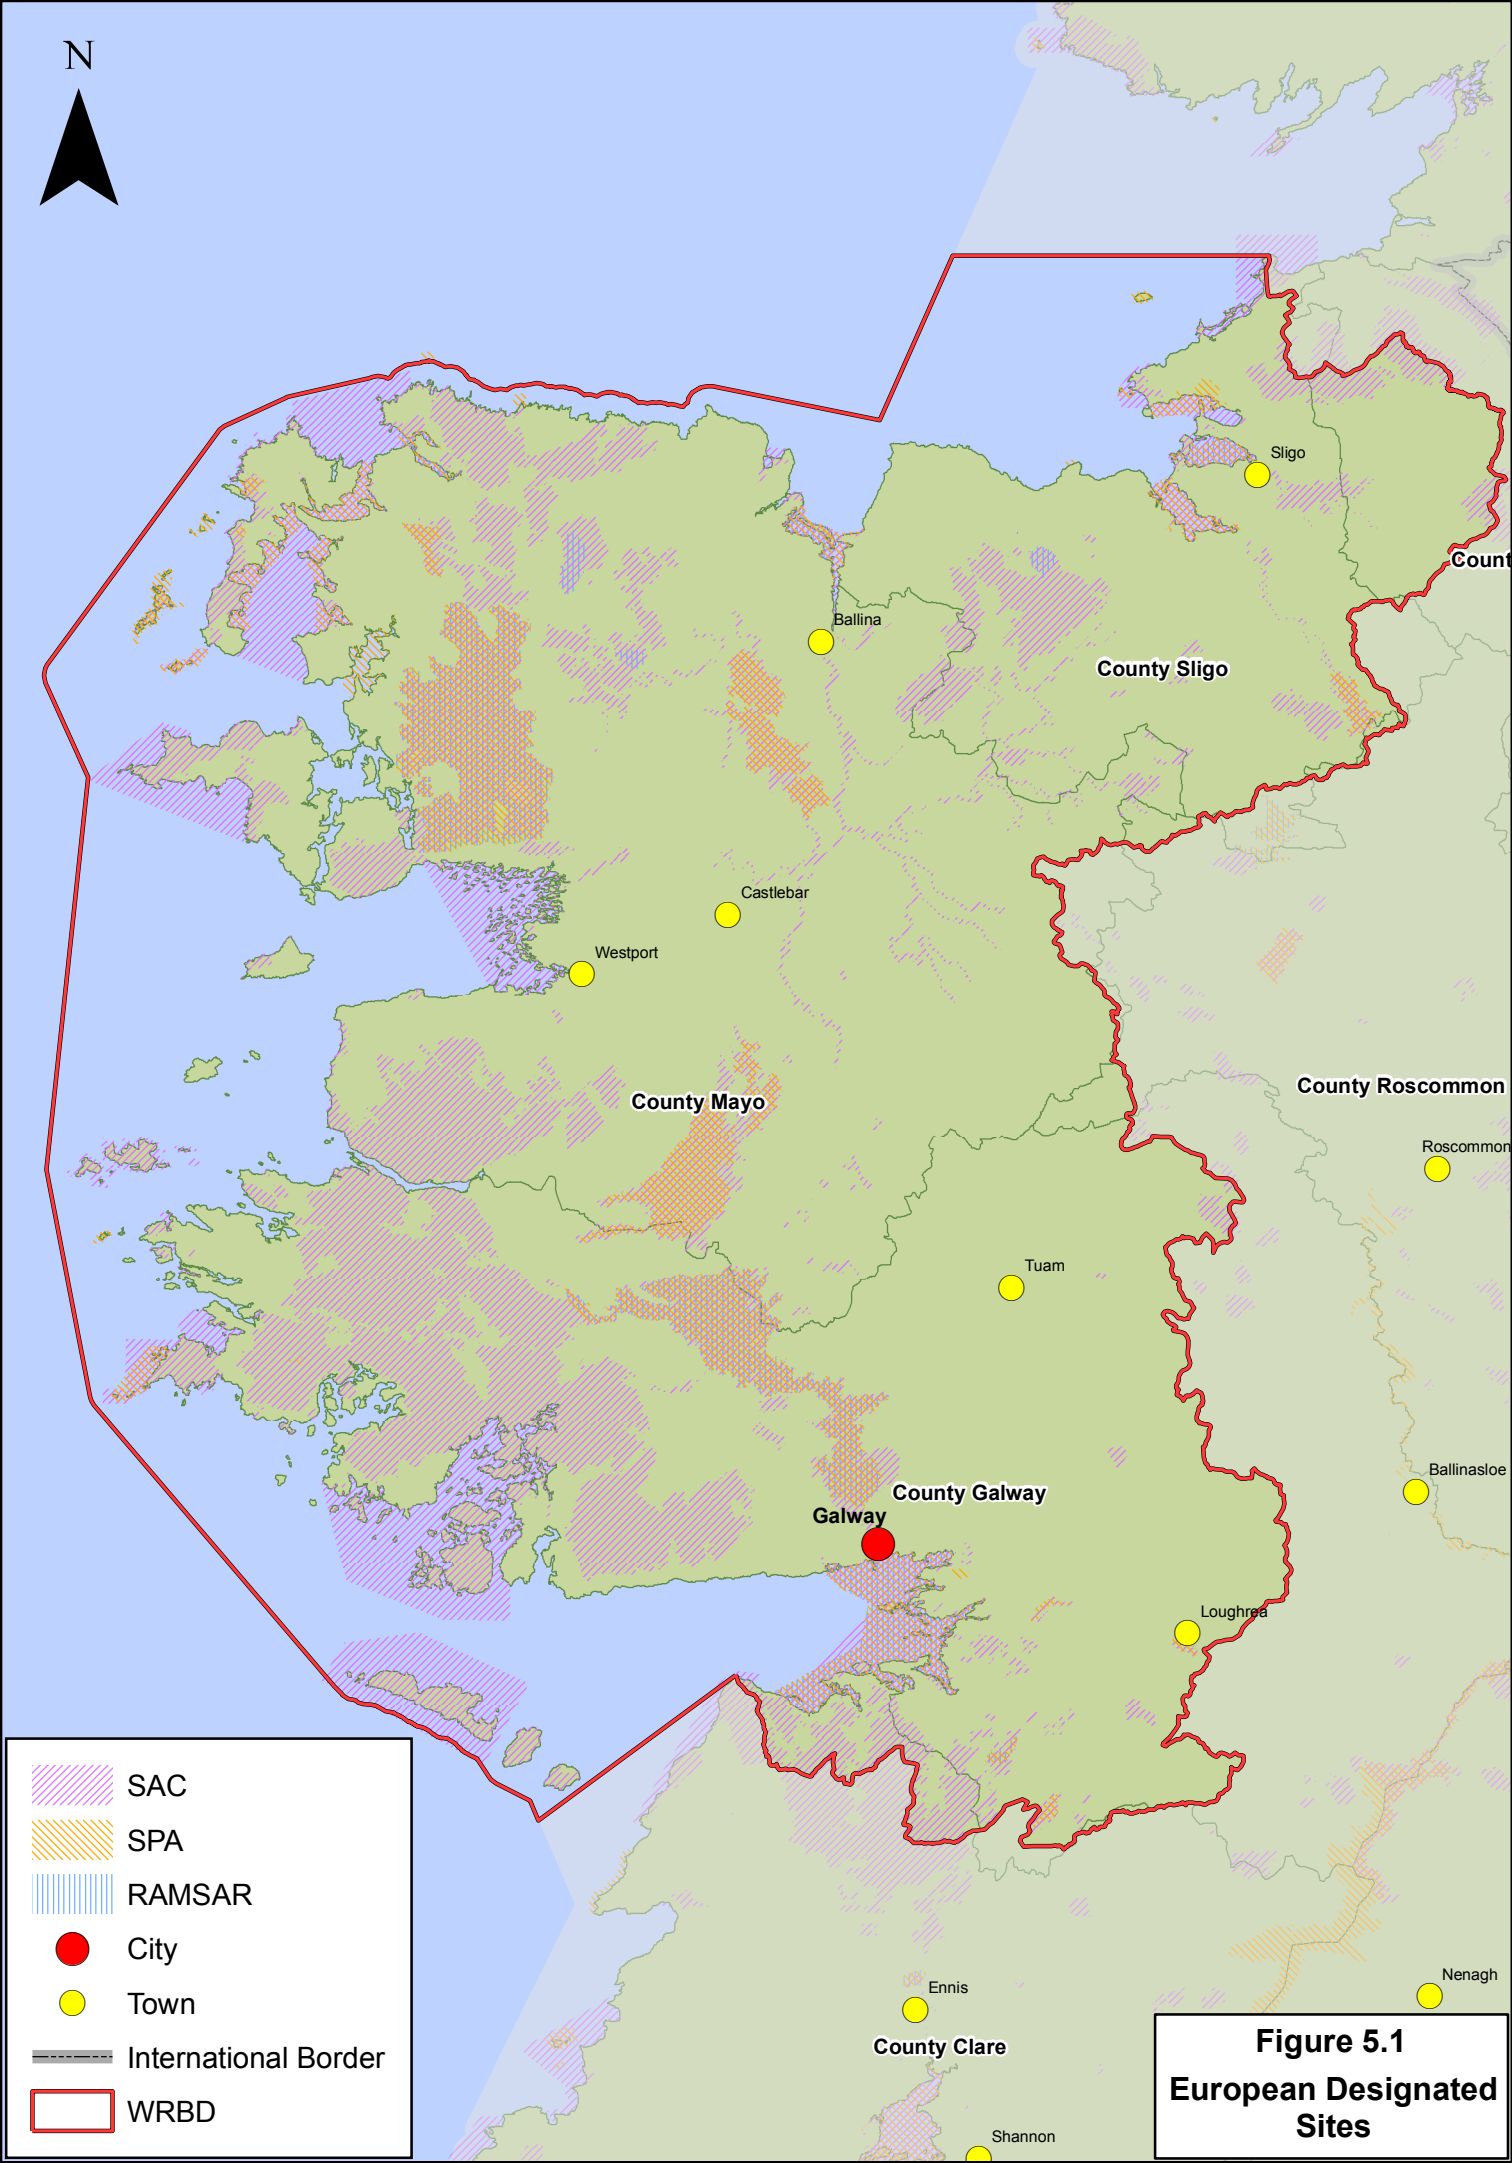 N
Sligo
Count
Ballina
County Sligo
Castlebar
Westport
County Roscommon
County Mayo
Roscommon
Tuam
Ballinasloe
County Galway
Galway
Loughrea
SAC
SPA
RAMSAR
City
Town
International Border
WRBD
Ennis
Nenagh
County Clare
Shannon
Figure 5.1
European Designated
Sites